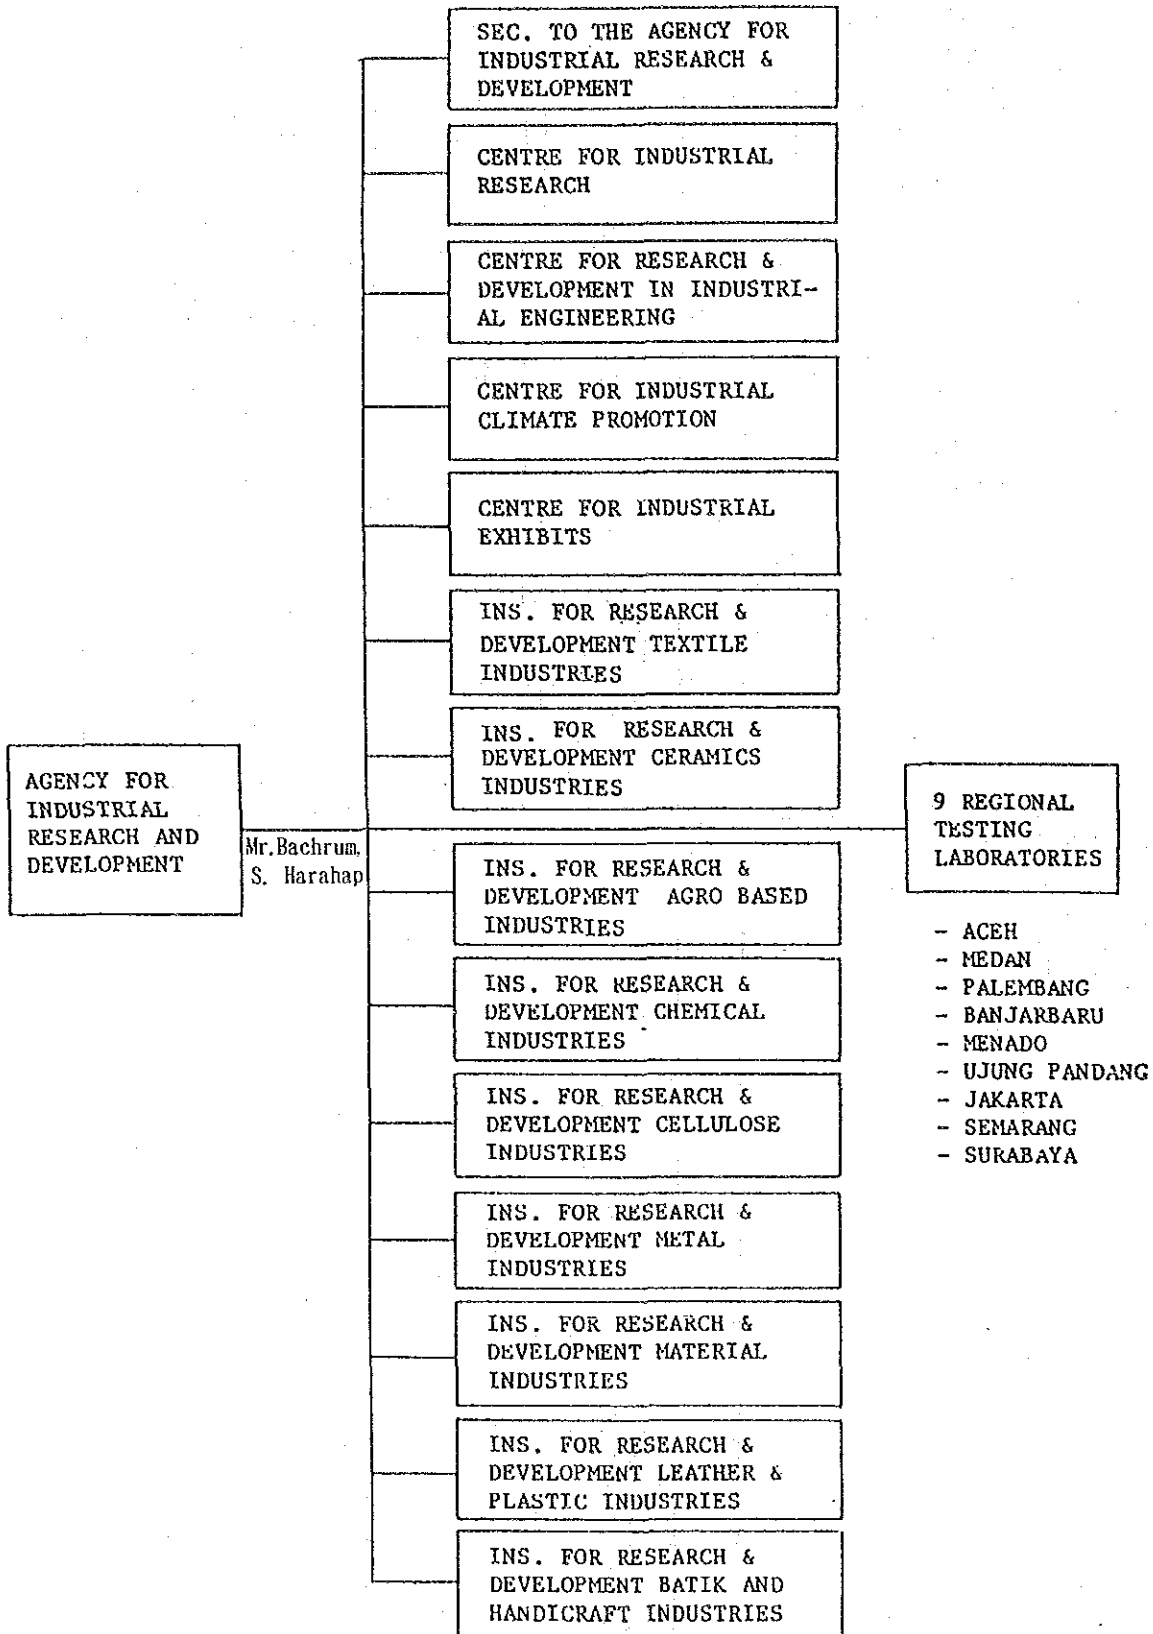 SEC. TO THE AGENCY FOR
INDUSTRIAL RESEARCH &
DEVELOPMENT
CENTRE FOR INDUSTRIAL
RESEARCH
CENTRE FOR RESEARCH &
DEVELOPMENT IN INDUSTRI-
AL ENGINEERING
CENTRE FOR INDUSTRIAL
CLIMATE PROMOTION
CENTRE FOR INDUSTRIAL
EXHIBITS
INS. FOR RESEARCH &
DEVELOPMENT TEXTILE
INDUSTRIES
INS. FOR RESEARCH &
DEVELOPMENT CERAMICS
INDUSTRIES
AGENCY FOR
INDUSTRIAL
RESEARCH AND
DEVELOPMENT
Mr.Bachrum,
S. Harahap
9 REGIONAL
TESTING
LABORATORIES
- ACEH
- MEDAN
- PALEMBANG
- BANJARBARU
- MENADO
- UJUNG PANDANG
- JAKARTA
- SEMARANG
- SURABAYA
INS. FOR RESEARCH &
DEVELOPMENT AGRO BASED
INDUSTRIES
INS. FOR RESEARCH &
DEVELOPMENT CHEMICAL
INDUSTRIES
INS. FOR RESEARCH &
DEVELOPMENT CELLULOSE
INDUSTRIES
INS. FOR RESEARCH &
DEVELOPMENT METAL
INDUSTRIES
INS. FOR RESEARCH &
DEVELOPMENT MATERIAL
INDUSTRIES
INS. FOR RESEARCH &
DEVELOPMENT LEATHER &
PLASTIC INDUSTRIES
INS. FOR RESEARCH &
DEVELOPMENT BATIK AND
HANDICRAFT INDUSTRIES